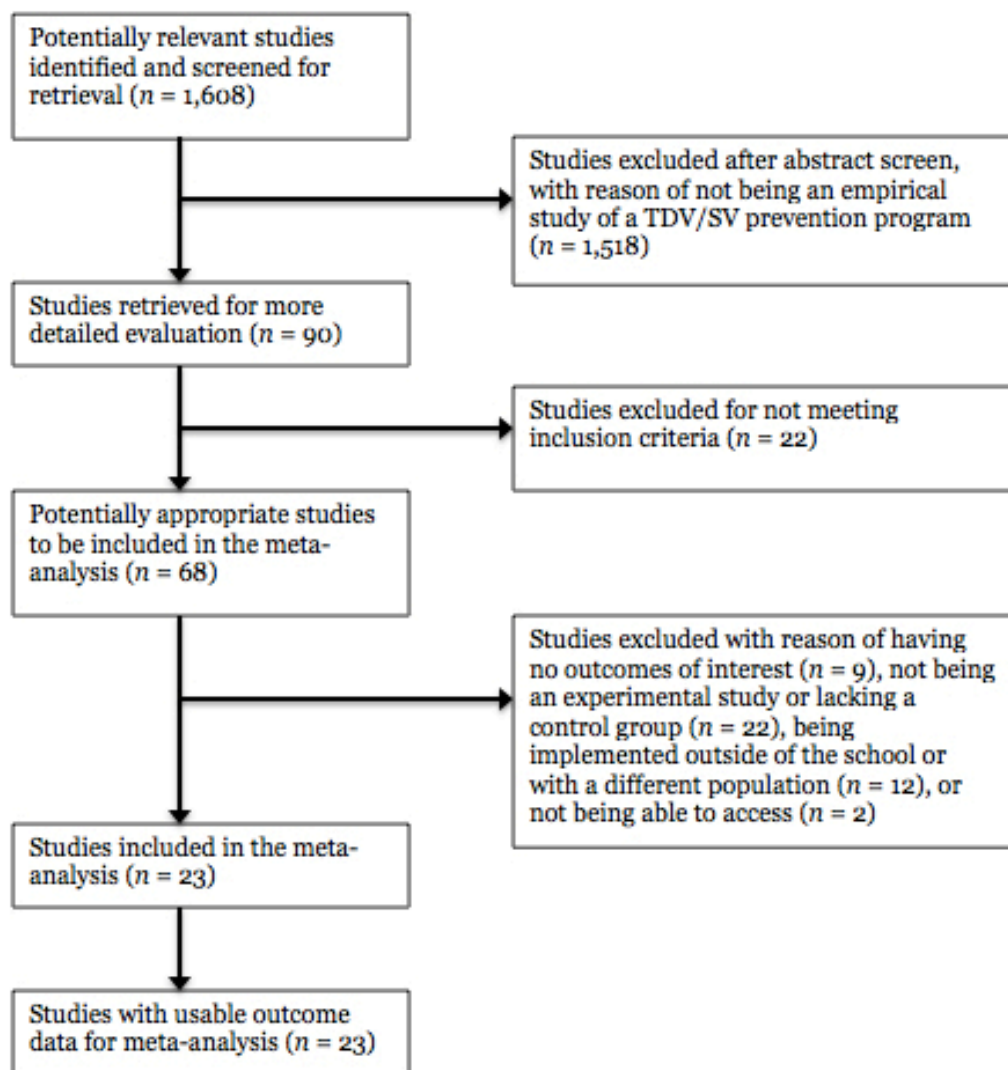 Potentially relevant studies
identified and screened for
retrieval (n = 1,608)
Studies excluded after abstract screen,
with reason of not being an empirical
study of a TDV/SV prevention program
(n = 1,518)
Studies retrieved for more
detailed evaluation (n = 90)
Studies excluded for not meeting
inclusion criteria (n = 22)
Potentially appropriate studies
to be included in the meta-
analysis (n = 68)
Studies excluded with reason of having
no outcomes of interest (n = 9), not being
an experimental study or lacking a
control group (n = 22), being
implemented outside of the school or
with a different population (n = 12), or
not being able to access (n = 2)
Studies included in the meta-
analysis (n = 23)
Studies with usable outcome
data for meta-analysis (n = 23)